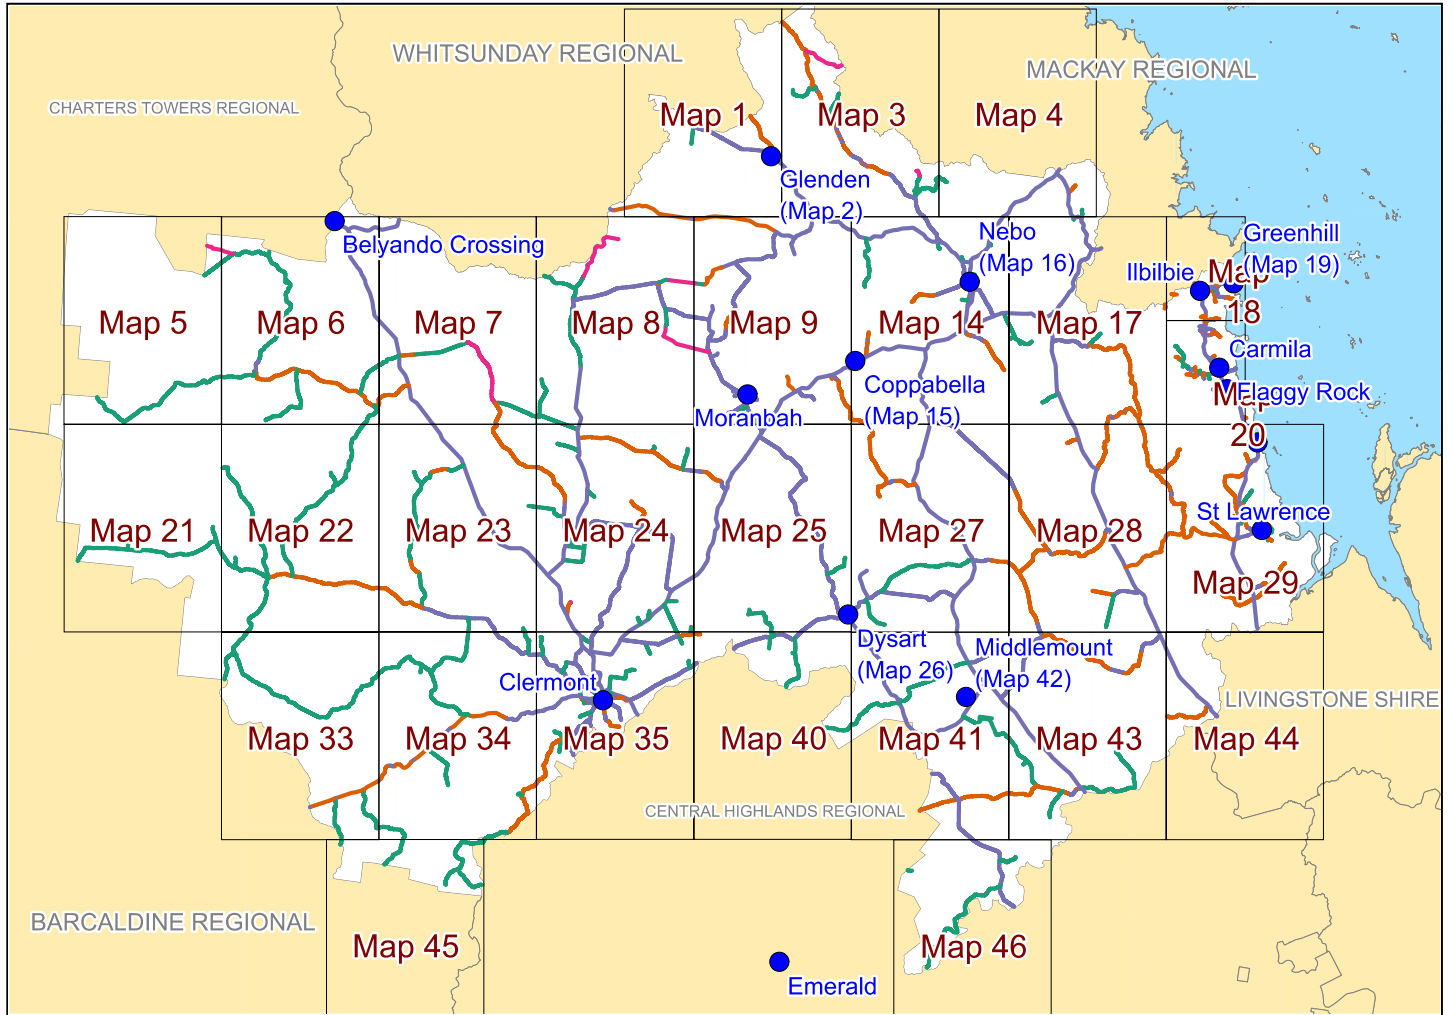 WHITSUNDAY REGIONAL
MACKAY REGIONAL
CHARTERS TOWERS REGIONAL
Map 1
Map 3
Map 4
Glenden
(Map 2)
Belyando Crossing
Nebo
(Map 16)
Greenhill
(Map 19)
Ilbilbie
Map
18
Map 5
Map 6
Map 7
Map 8
Map 9
Map 14
Map 17
Carmila
Coppabella
(Map 15)
Moranbah
Flaggy Rock
Map
20
Map 21
Map 22
Map 23
Map 24
Map 25
Map 27
Map 28
St Lawrence
Map 29
Dysart
(Map 26)
Middlemount
(Map 42)
Clermont
LIVINGSTONE SHIRE
Map 33
Map 34
Map 35
Map 40
Map 41
Map 43
Map 44
CENTRAL HIGHLANDS REGIONAL
BARCALDINE REGIONAL
Map 45
Map 46
Emerald